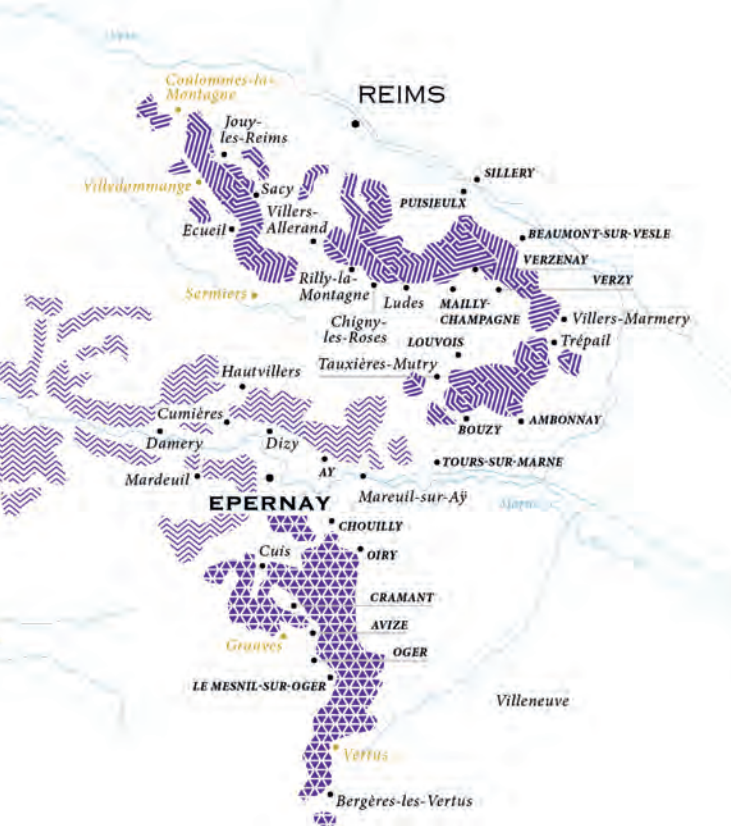 Coulommes-la-
Montagne
REIMS
Jouy-
les-Reims
SILLERY
Villedommange
Sacy
PUISIEULX
Villers-
Allerand
Ecueil
BEAUMONT-SUR-VESLE
VERZENAY
VERZY
Sermiers
Rilly-la-
Montagne
Ludes
MAILLY-
CHAMPAGNE
Chigny-
les-Roses
Villers-Marmery
Trépail
LOUVOIS
Tauxières-Mutry
Hautvillers
Cumières
AMBONNAY
BOUZY
Damery
Dizy
TOURS-SUR-MARNE
AY
Mardeuil
Mareuil-sur-Aÿ
Marne
EPERNAY
CHOUILLY
Cuis
OIRY
CRAMANT
AVIZE
Grauves
OGER
LE MESNIL-SUR-OGER
Villeneuve
Vertus
Bergères-les-Vertus